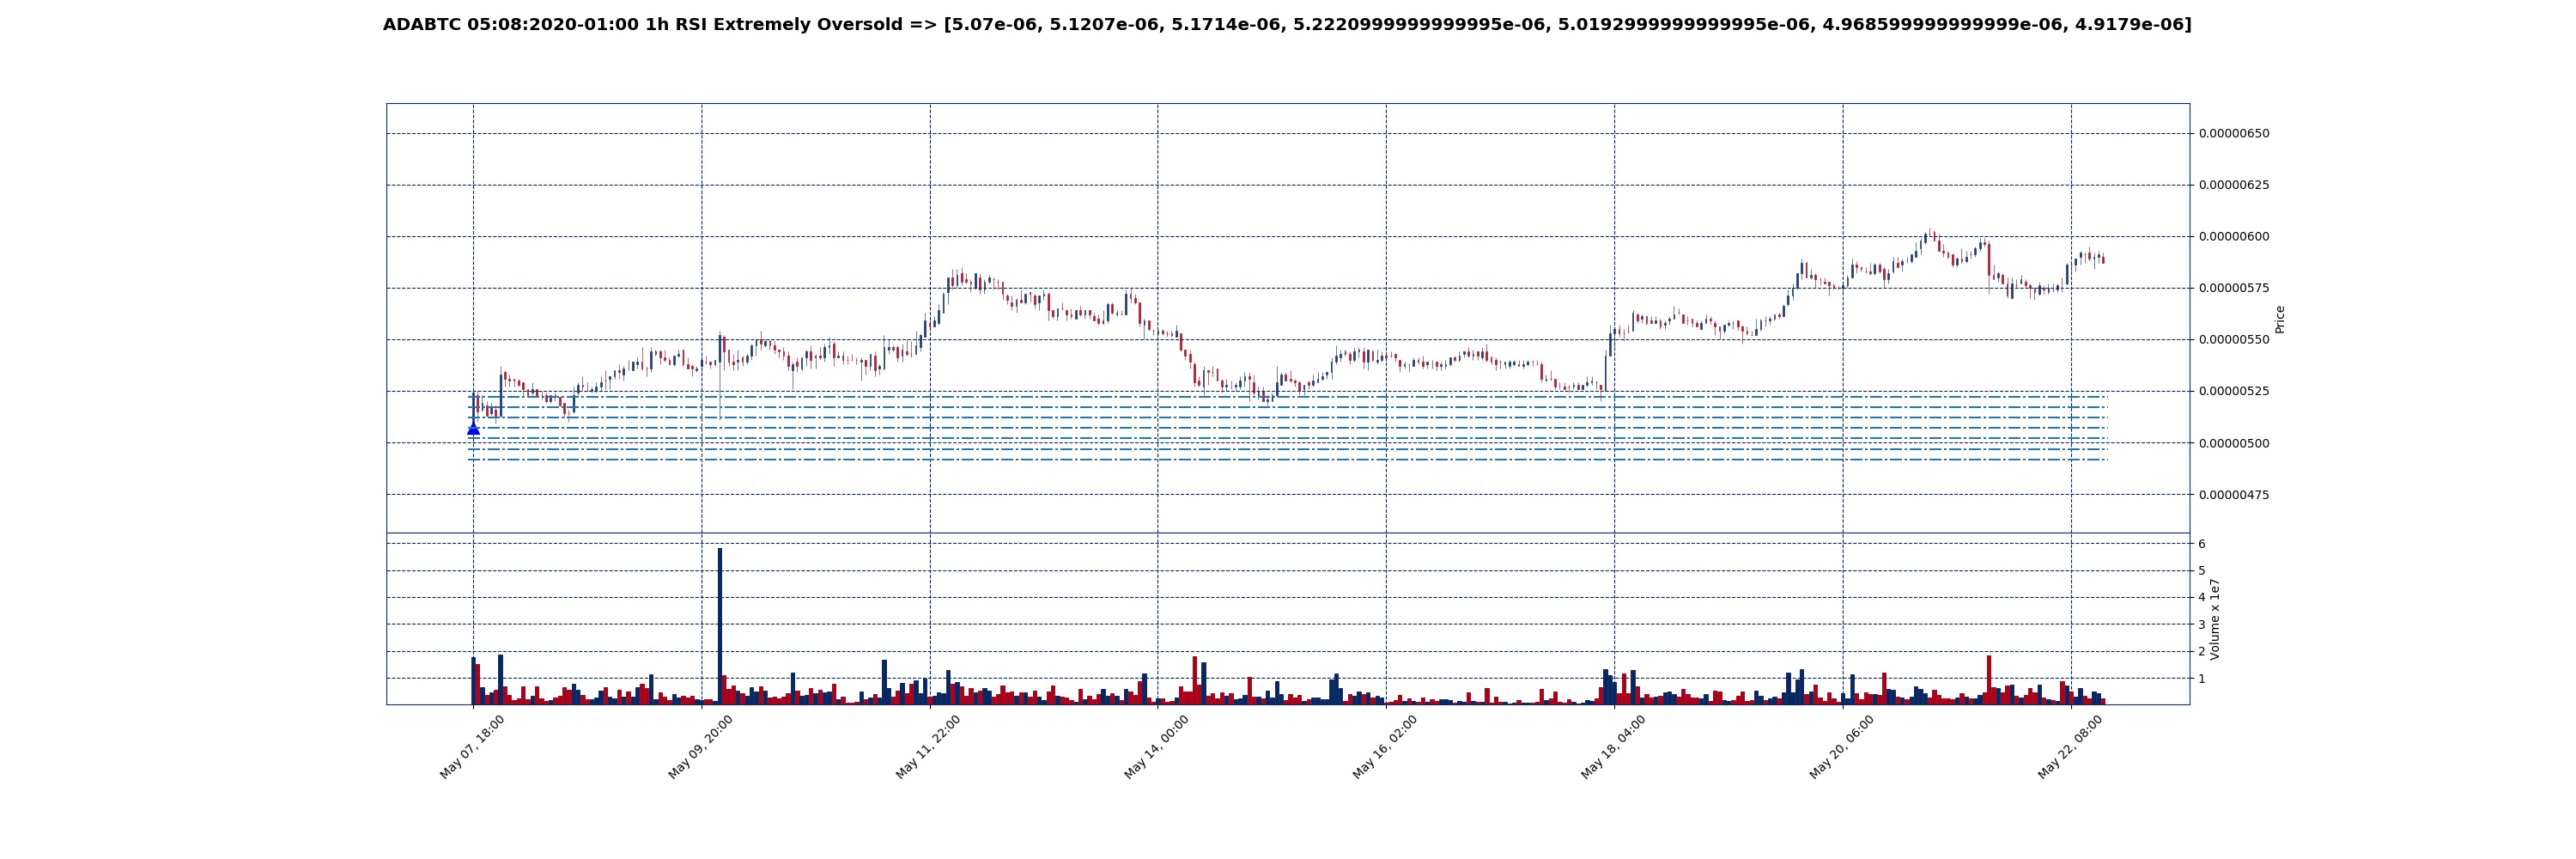 ADABTC 05:08:2020-01:00 1h RSI Extremely Oversold => [5.07e-06, 5.1207e-06, 5.1714e-06, 5.2220999999999995e-06, 5.0192999999999995e-06, 4.968599999999999e-06, 4.9179e-06]
0.00000650
0.00000625
0.00000600
0.00000575
0.00000550
0.00000525
0.00000500
0.00000475
Price
6
5
4
3
2
1
Volume x 1e7
May 07, 18:00
May 09, 20:00
May 11, 22:00
May 14, 00:00
May 16, 02:00
May 18, 04:00
May 20, 06:00
May 22, 08:00